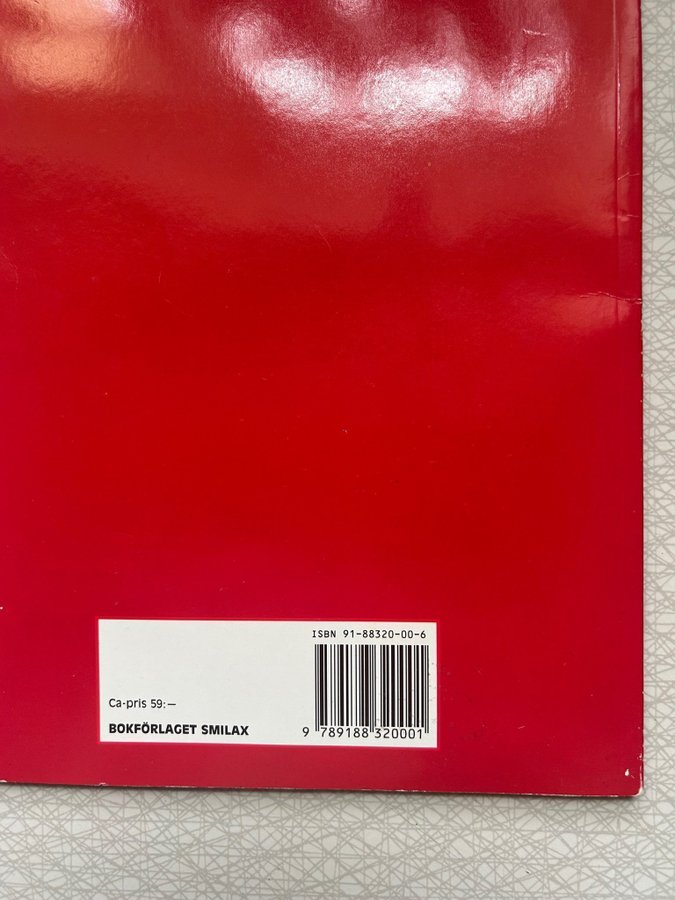 ISBN 91-88320-00-6
Ca-pris 59:—
BOKFÖRLAGET SMILAX
9 789188 320001